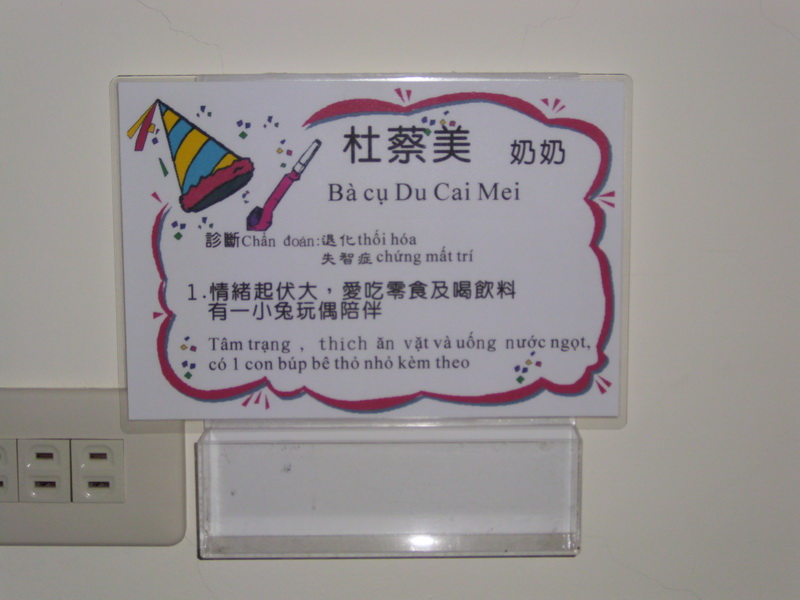 杜蔡美 奶奶
Bà cụ Du Cai Mei
診斷Chẩn đoán:退化thối hóa
失智症chứng mất trí
1.情緒起伏大，愛吃零食及喝飲料
有一小兔玩偶陪伴
Tâm trạng , thích ăn vặt và uống nước ngọt,
có 1 con búp bê thỏ nhỏ kèm theo